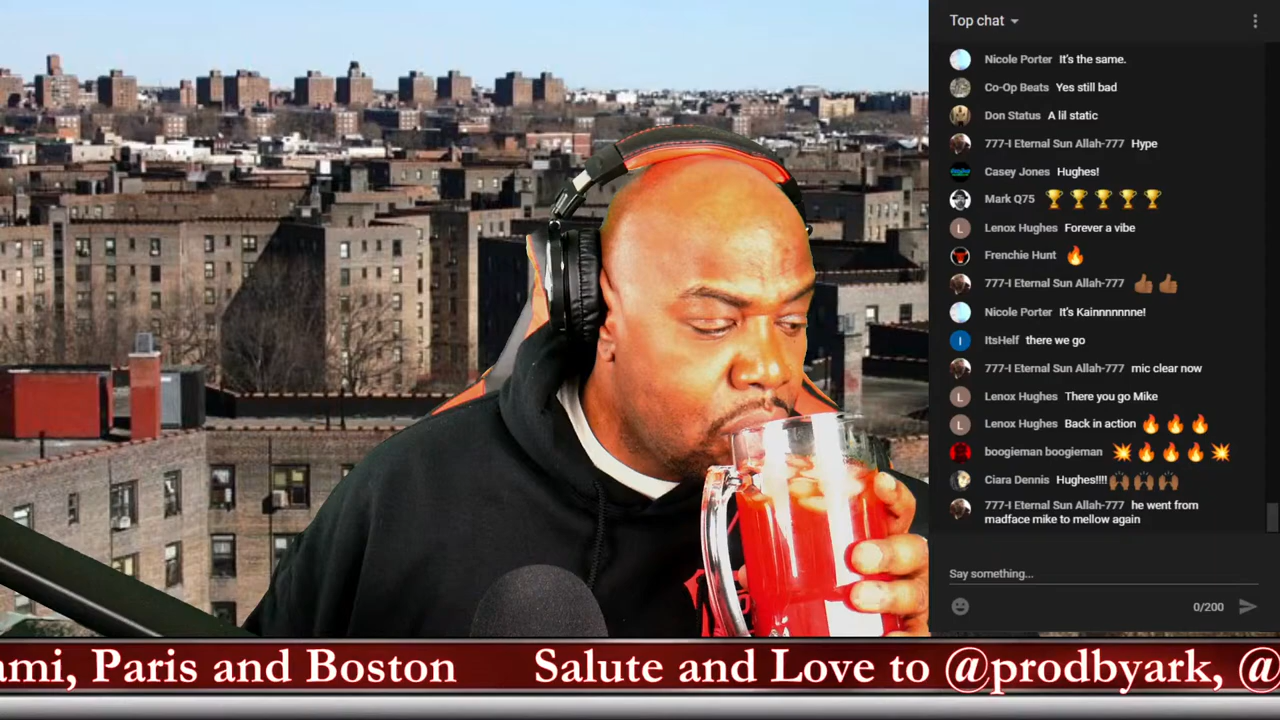 Top chat
Nicole Porter It's the same.
Co-Op Beats Yes still bad
Don Status A lil static
777-I Eternal Sun Allah-777 Hype
Casey Jones Hughes!
Mark Q75 🏆🏆🏆🏆🏆
Lenox Hughes Forever a vibe
Frenchie Hunt 🔥
777-I Eternal Sun Allah-777 👍🏾👍🏾
Nicole Porter It's Kainnnnnnne!
I ItsHelf there we go
777-I Eternal Sun Allah-777 mic clear now
L Lenox Hughes There you go Mike
L Lenox Hughes Back in action 🔥🔥🔥
boogieman boogieman 💥🔥🔥🔥💥
Ciara Dennis Hughes!!!!🙌🏾🙌🏾🙌🏾
777-I Eternal Sun Allah-777 he went from
madface mike to mellow again
Say something...
0/200
ami, Paris and Boston Salute and Love to @prodbyark, @